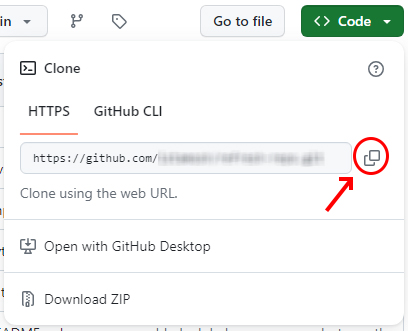 in
Go to file
Code
Clone
HTTPS GitHub CLI
https://github.com/
Clone using the web URL.
Open with GitHub Desktop
Download ZIP